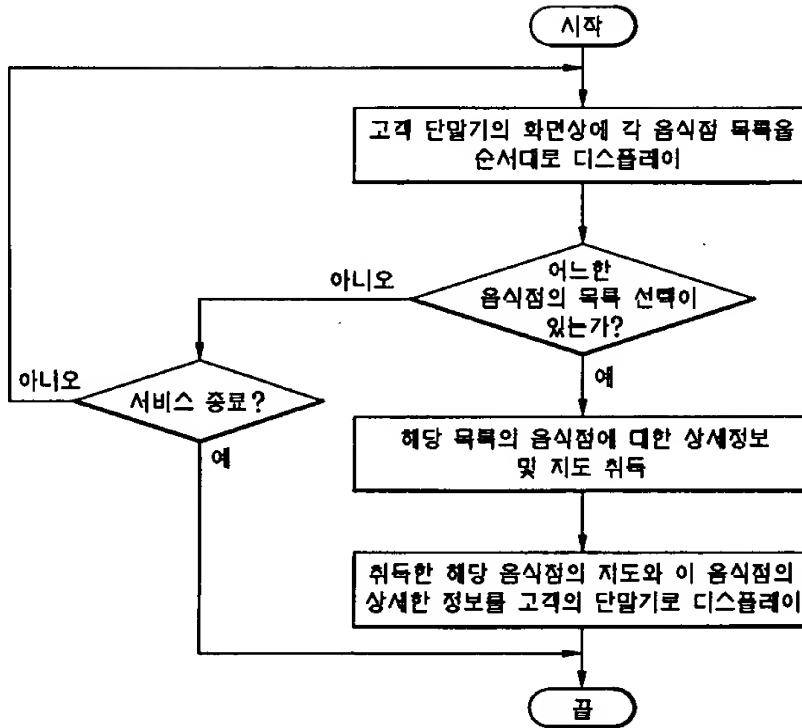 시작
고객 단말기의 화면상에 각 음식점 목록을
순서대로 디스플레이
어느한
음식점의 목록 선택이
있는가?
아니오
예
서비스 종료?
아니오
예
해당 목록의 음식점에 대한 상세정보
및 지도 취득
취득한 해당 음식점의 지도와 이 음식점의
상세한 정보를 고객의 단말기로 디스플레이
끝